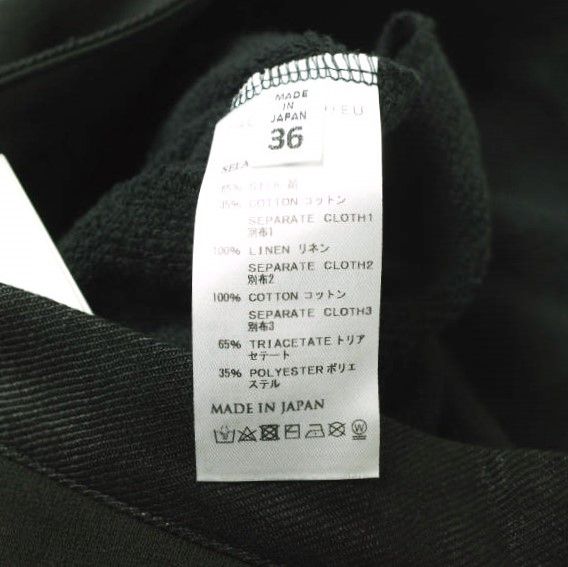 MADE
IN
JAPAN
36
COTTON コットン
SEPARATE CLOTH1
別布1
100% LINEN リネン
SEPARATE CLOTH2
別布2
100% COTTON コットン
SEPARATE CLOTH3
別布3
65% TRIACETATE トリア
セテート
35% POLYESTER ポリエ
ステル
MADE IN JAPAN